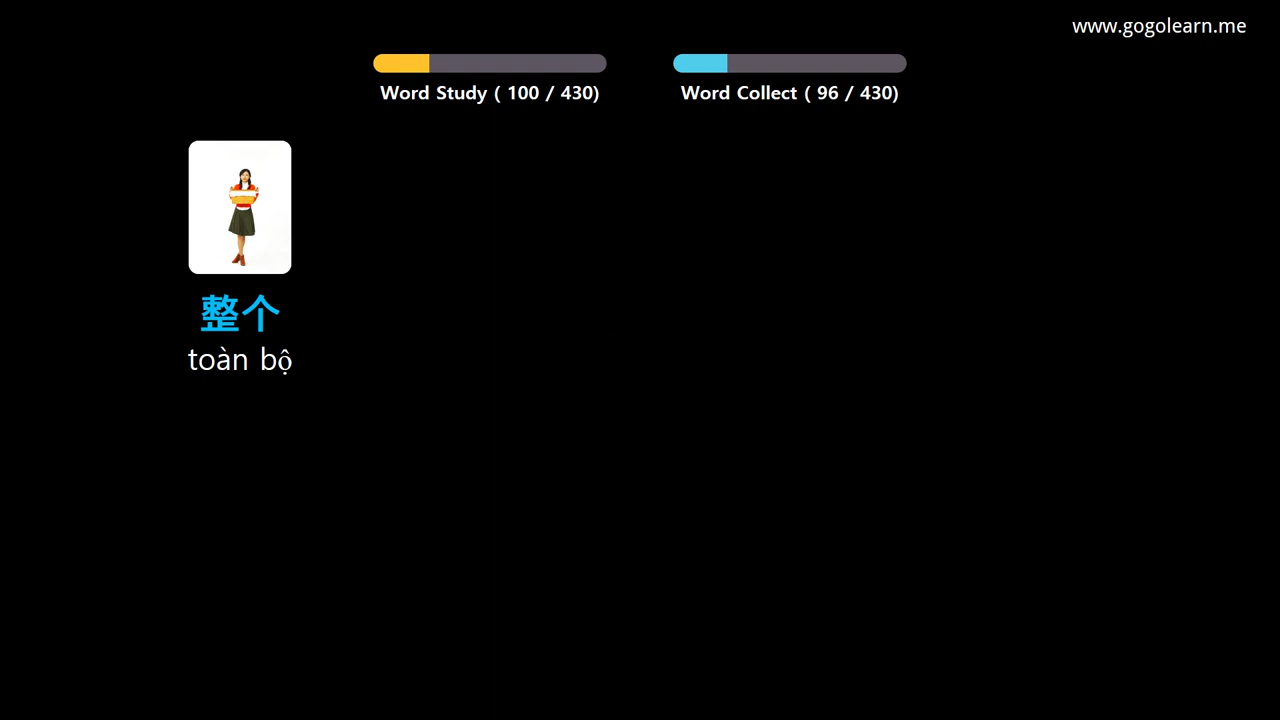 www.gogolearn.me
Word Study ( 100 / 430)
Word Collect ( 96 / 430)
整个
toàn bộ